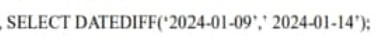 , SELECT DATEDIFF(‘2024-01-09’,’ 2024-01-14’);